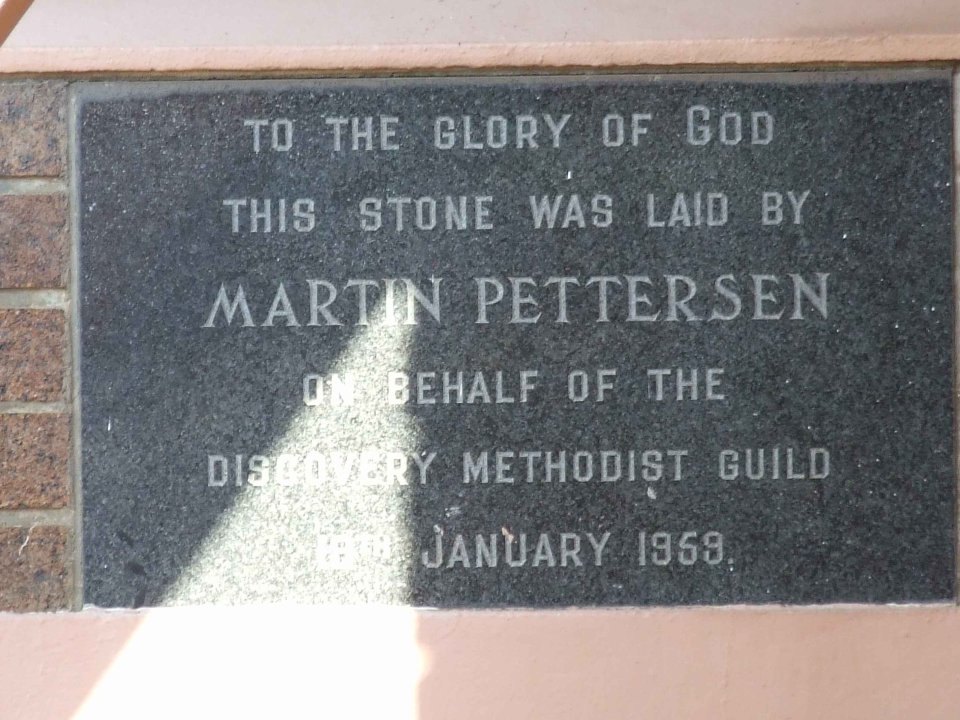 TO THE GLORY OF GOD
THIS STONE WAS LAID BY
MARTIN PETTERSEN
ON BEHALF OF THE
DISCOVERY METHODIST GUILD
JANUARY 1959.